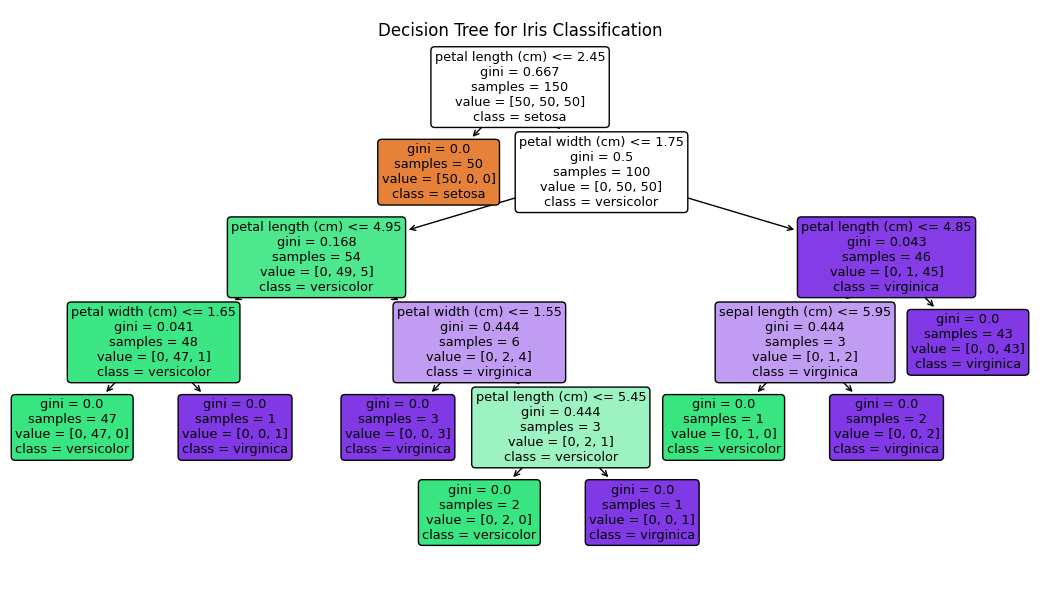 Decision Tree for Iris Classification
petal length (cm) <= 2.45
gini = 0.667
samples = 150
value = [50, 50, 50]
class = setosa
gini = 0.0
samples = 50
value = [50, 0, 0]
class = setosa
petal width (cm) <= 1.75
gini = 0.5
samples = 100
value = [0, 50, 50]
class = versicolor
petal length (cm) <= 4.95
gini = 0.168
samples = 54
value = [0, 49, 5]
class = versicolor
petal length (cm) <= 4.85
gini = 0.043
samples = 46
value = [0, 1, 45]
class = virginica
petal width (cm) <= 1.65
gini = 0.041
samples = 48
value = [0, 47, 1]
class = versicolor
petal width (cm) <= 1.55
gini = 0.444
samples = 6
value = [0, 2, 4]
class = virginica
sepal length (cm) <= 5.95
gini = 0.444
samples = 3
value = [0, 1, 2]
class = virginica
gini = 0.0
samples = 43
value = [0, 0, 43]
class = virginica
gini = 0.0
samples = 47
value = [0, 47, 0]
class = versicolor
gini = 0.0
samples = 1
value = [0, 0, 1]
class = virginica
gini = 0.0
samples = 3
value = [0, 0, 3]
class = virginica
petal length (cm) <= 5.45
gini = 0.444
samples = 3
value = [0, 2, 1]
class = versicolor
gini = 0.0
samples = 1
value = [0, 1, 0]
class = versicolor
gini = 0.0
samples = 2
value = [0, 0, 2]
class = virginica
gini = 0.0
samples = 2
value = [0, 2, 0]
class = versicolor
gini = 0.0
samples = 1
value = [0, 0, 1]
class = virginica